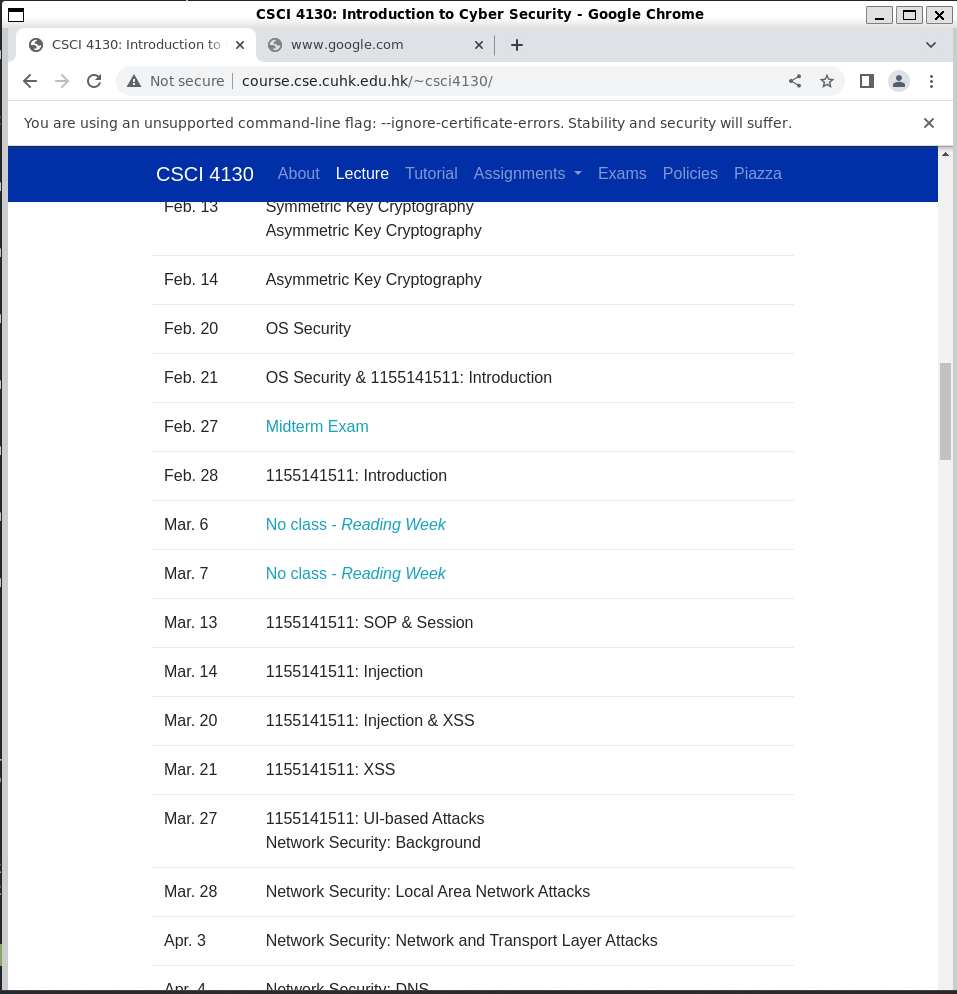 CSCI 4130: Introduction to Cyber Security - Google Chrome
CSCI 4130: Introduction to
www.google.com
Not secure
course.cse.cuhk.edu.hk/~csci4130/
You are using an unsupported command-line flag: --ignore-certificate-errors. Stability and security will suffer.
CSCI 4130 About Lecture Tutorial Assignments Exams Policies Piazza
Feb. 13 Symmetric Key Cryptography
Asymmetric Key Cryptography
Feb. 14 Asymmetric Key Cryptography
Feb. 20 OS Security
Feb. 21 OS Security & 1155141511: Introduction
Feb. 27 Midterm Exam
Feb. 28 1155141511: Introduction
Mar. 6 No class - Reading Week
Mar. 7 No class - Reading Week
Mar. 13 1155141511: SOP & Session
Mar. 14 1155141511: Injection
Mar. 20 1155141511: Injection & XSS
Mar. 21 1155141511: XSS
Mar. 27 1155141511: UI-based Attacks
Network Security: Background
Mar. 28 Network Security: Local Area Network Attacks
Apr. 3 Network Security: Network and Transport Layer Attacks
Apr. 4 Network Security: DNS